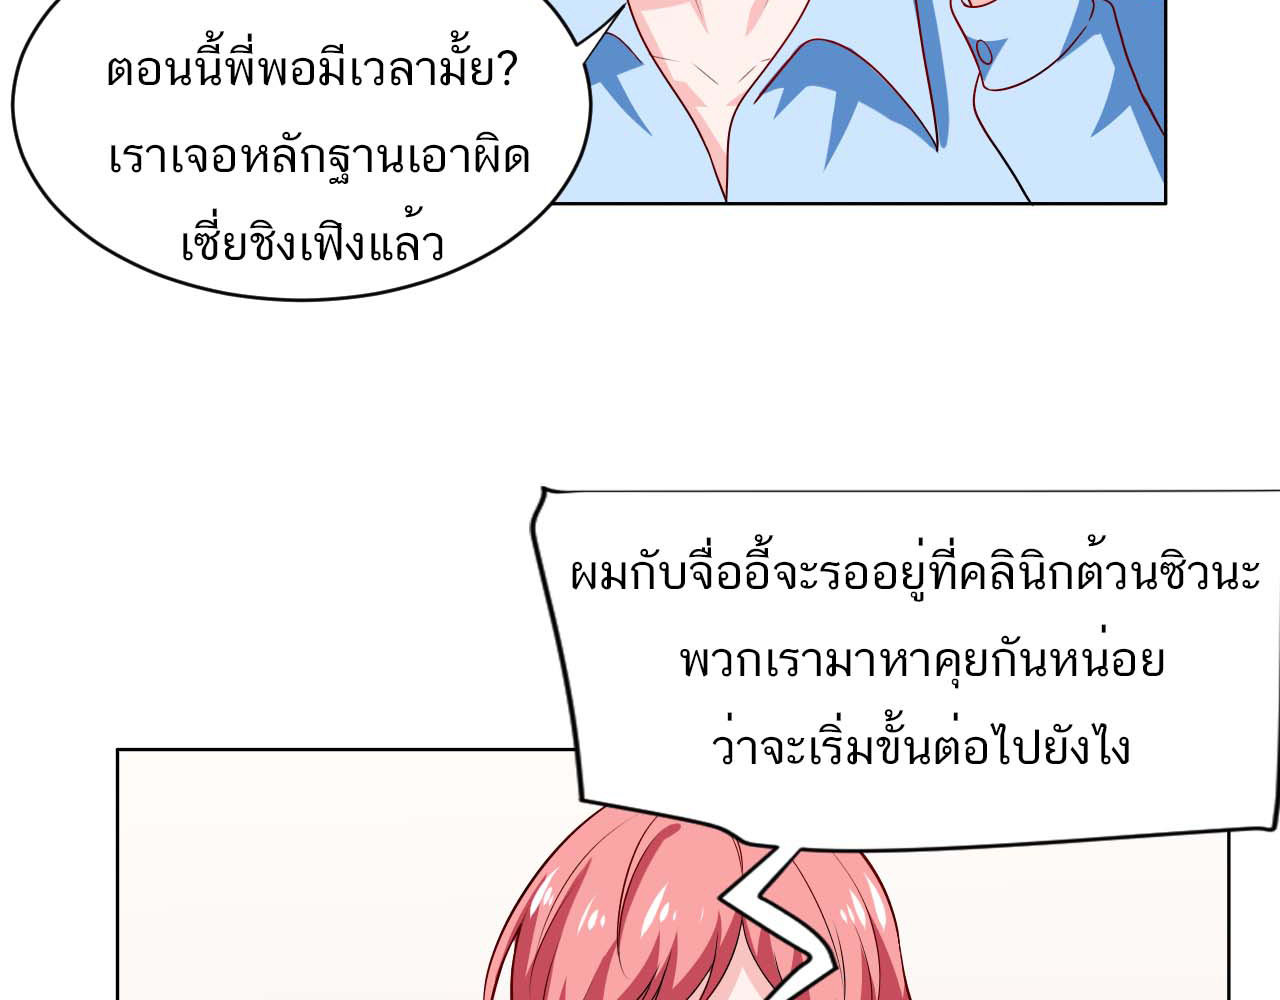 ตอนนี้พี่พอมีเวลามั้ย?
เราเจอหลักฐานเอาผิด
เซี่ยชิงเฟิงแล้ว
ผมกับจื่ออี้จะรออยู่ที่คลินิกต้วนซิวนะ
พวกเรามาหาคุยกันหน่อย
ว่าจะเริ่มขั้นต่อไปยังไง